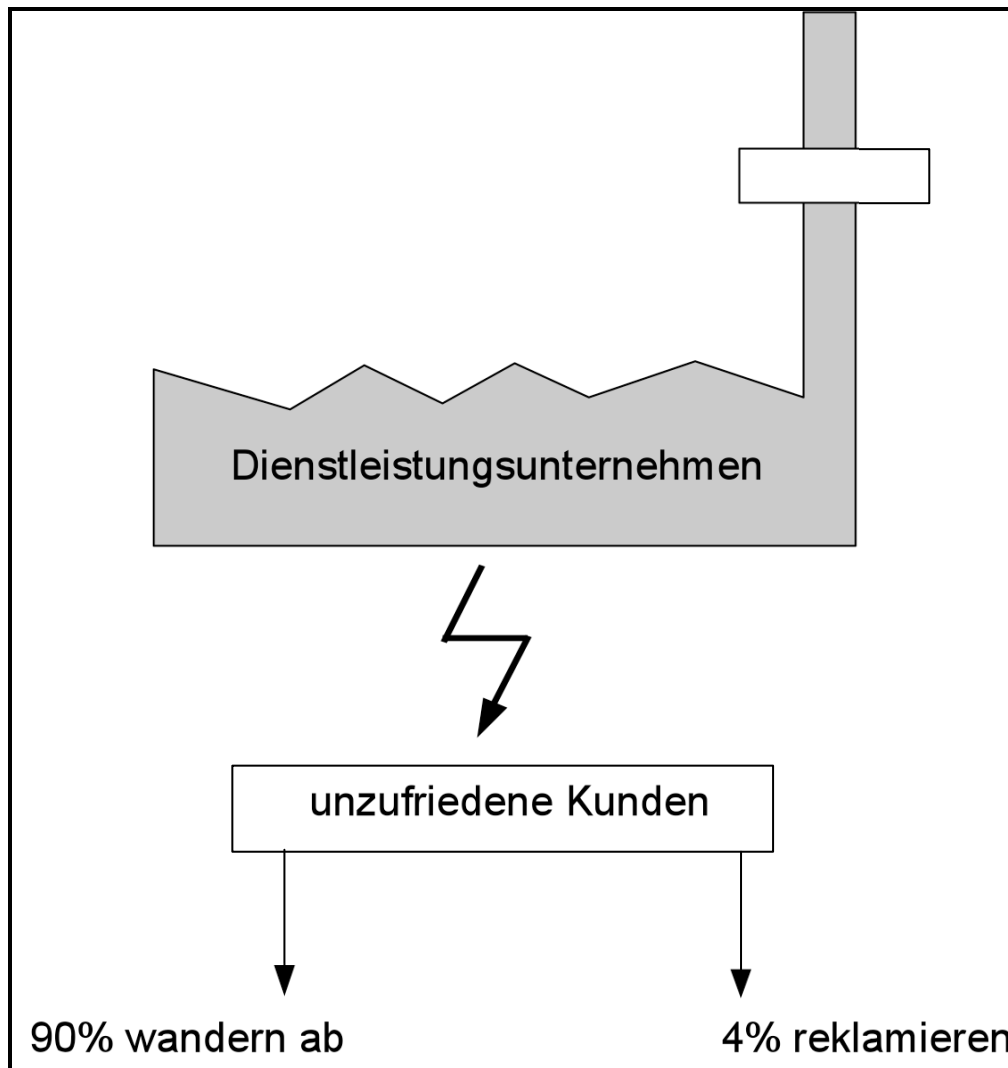 Dienstleistungsunternehmen
unzufriedene Kunden
90% wandern ab
4% reklamieren